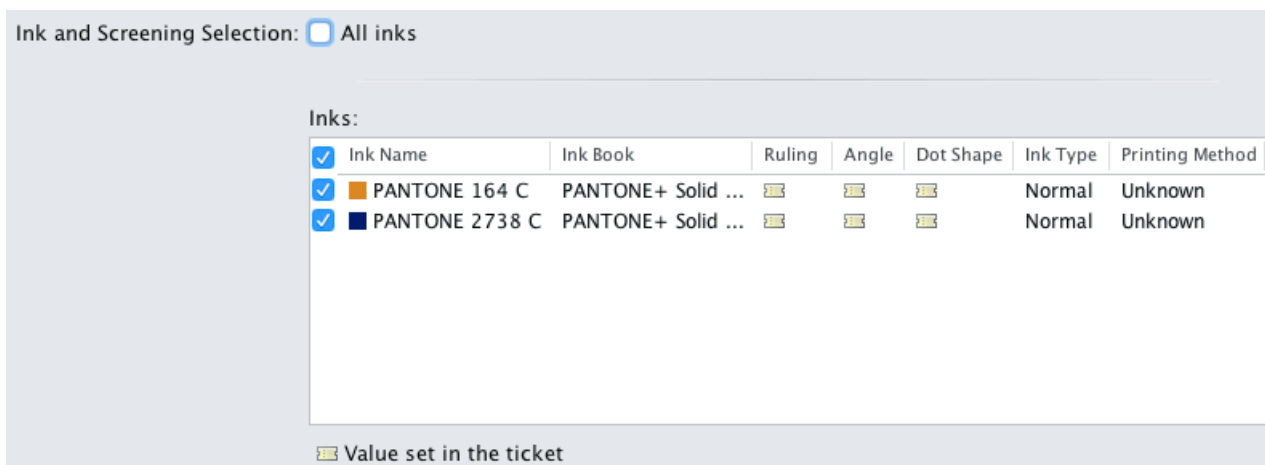 Ink and Screening Selection: All inks
Inks:
Ink Name Ink Book Ruling Angle Dot Shape Ink Type Printing Method
PANTONE 164 C PANTONE+ Solid ... Normal Unknown
PANTONE 2738 C PANTONE+ Solid ... Normal Unknown
Value set in the ticket